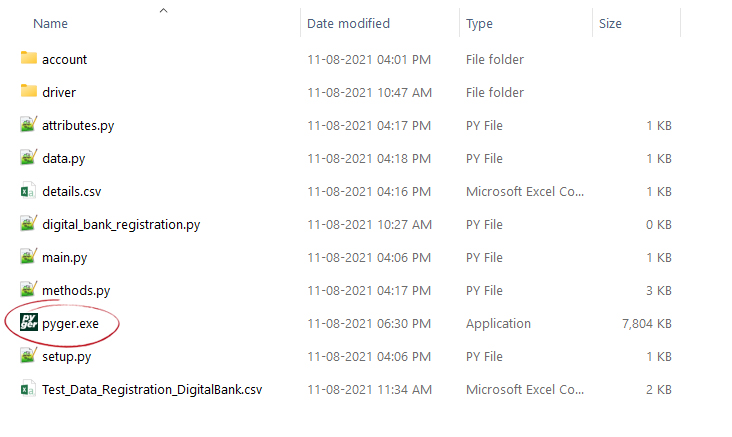 Name Date modified Type Size
account 11-08-2021 04:01 PM File folder
driver 11-08-2021 10:47 AM File folder
attributes.py 11-08-2021 04:17 PM PY File 1 KB
data.py 11-08-2021 04:18 PM PY File 1 KB
details.csv 11-08-2021 04:16 PM Microsoft Excel Co... 1 KB
digital_bank_registration.py 11-08-2021 10:27 AM PY File 0 KB
main.py 11-08-2021 04:06 PM PY File 1 KB
methods.py 11-08-2021 04:17 PM PY File 3 KB
py ger pyger.exe 11-08-2021 06:30 PM Application 7,804 KB
setup.py 11-08-2021 04:06 PM PY File 1 KB
Test_Data_Registration_DigitalBank.csv 11-08-2021 11:34 AM Microsoft Excel Co... 2 KB